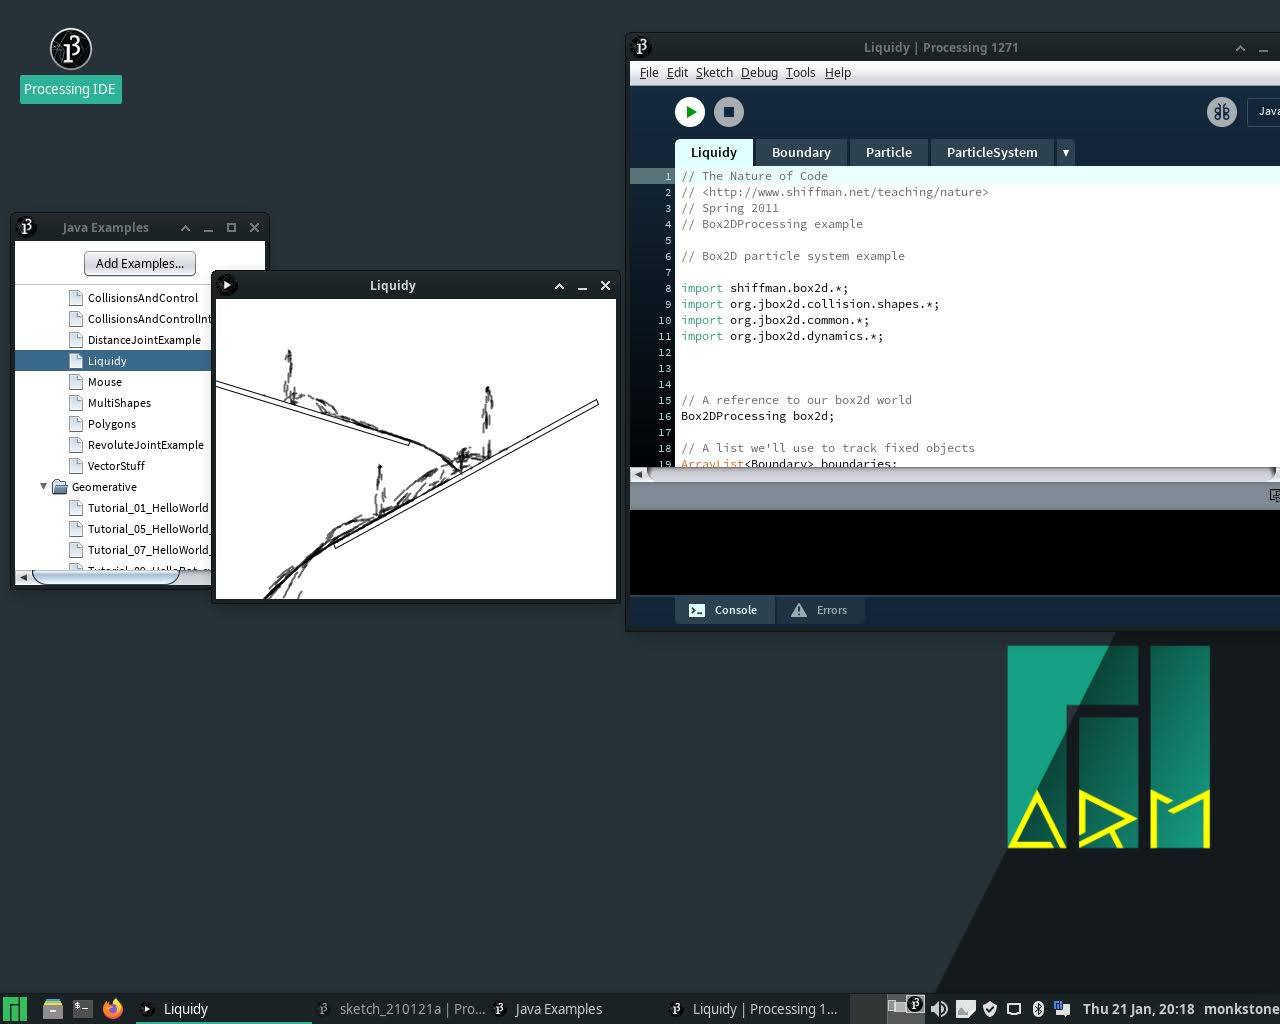 Processing IDE
Liquidy | Processing 1271
File Edit Sketch Debug Tools Help
Java
Liquidy Boundary Particle ParticleSystem
1 // The Nature of Code
2 // <http://www.shiffman.net/teaching/nature>
3 // Spring 2011
4 // Box2DProcessing example
5
6 // Box2D particle system example
7
8 import shiffman.box2d.*;
9 import org.jbox2d.collision.shapes.*;
10 import org.jbox2d.common.*;
11 import org.jbox2d.dynamics.*;
12
13
14
15 // A reference to our box2d world
16 Box2DProcessing box2d;
17
18 // A list we'll use to track fixed objects
19 ArrayList<Boundary> boundaries;
Console Errors
Java Examples
Add Examples...
CollisionsAndControl
CollisionsAndControlInt
DistanceJointExample
Liquidy
Mouse
MultiShapes
Polygons
RevoluteJointExample
VectorStuff
Geomerative
Tutorial_01_HelloWorld
Tutorial_05_HelloWorld_
Tutorial_07_HelloWorld_
Liquidy
ARM
Liquidy sketch_210121a | Pro... Java Examples Liquidy | Processing 1... Thu 21 Jan, 20:18 monkstone